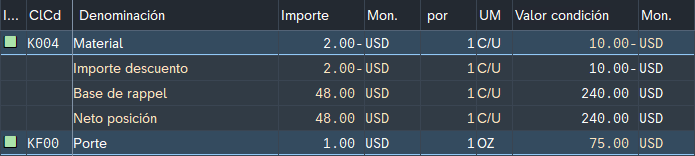 I... ClCd Denominación Importe Mon. por UM Valor condición Mon.
K004 Material 2.00- USD 1 C/U 10.00- USD
Importe descuento 2.00- USD 1 C/U 10.00- USD
Base de rappel 48.00 USD 1 C/U 240.00 USD
Neto posición 48.00 USD 1 C/U 240.00 USD
KF00 Porte 1.00 USD 1 OZ 75.00 USD